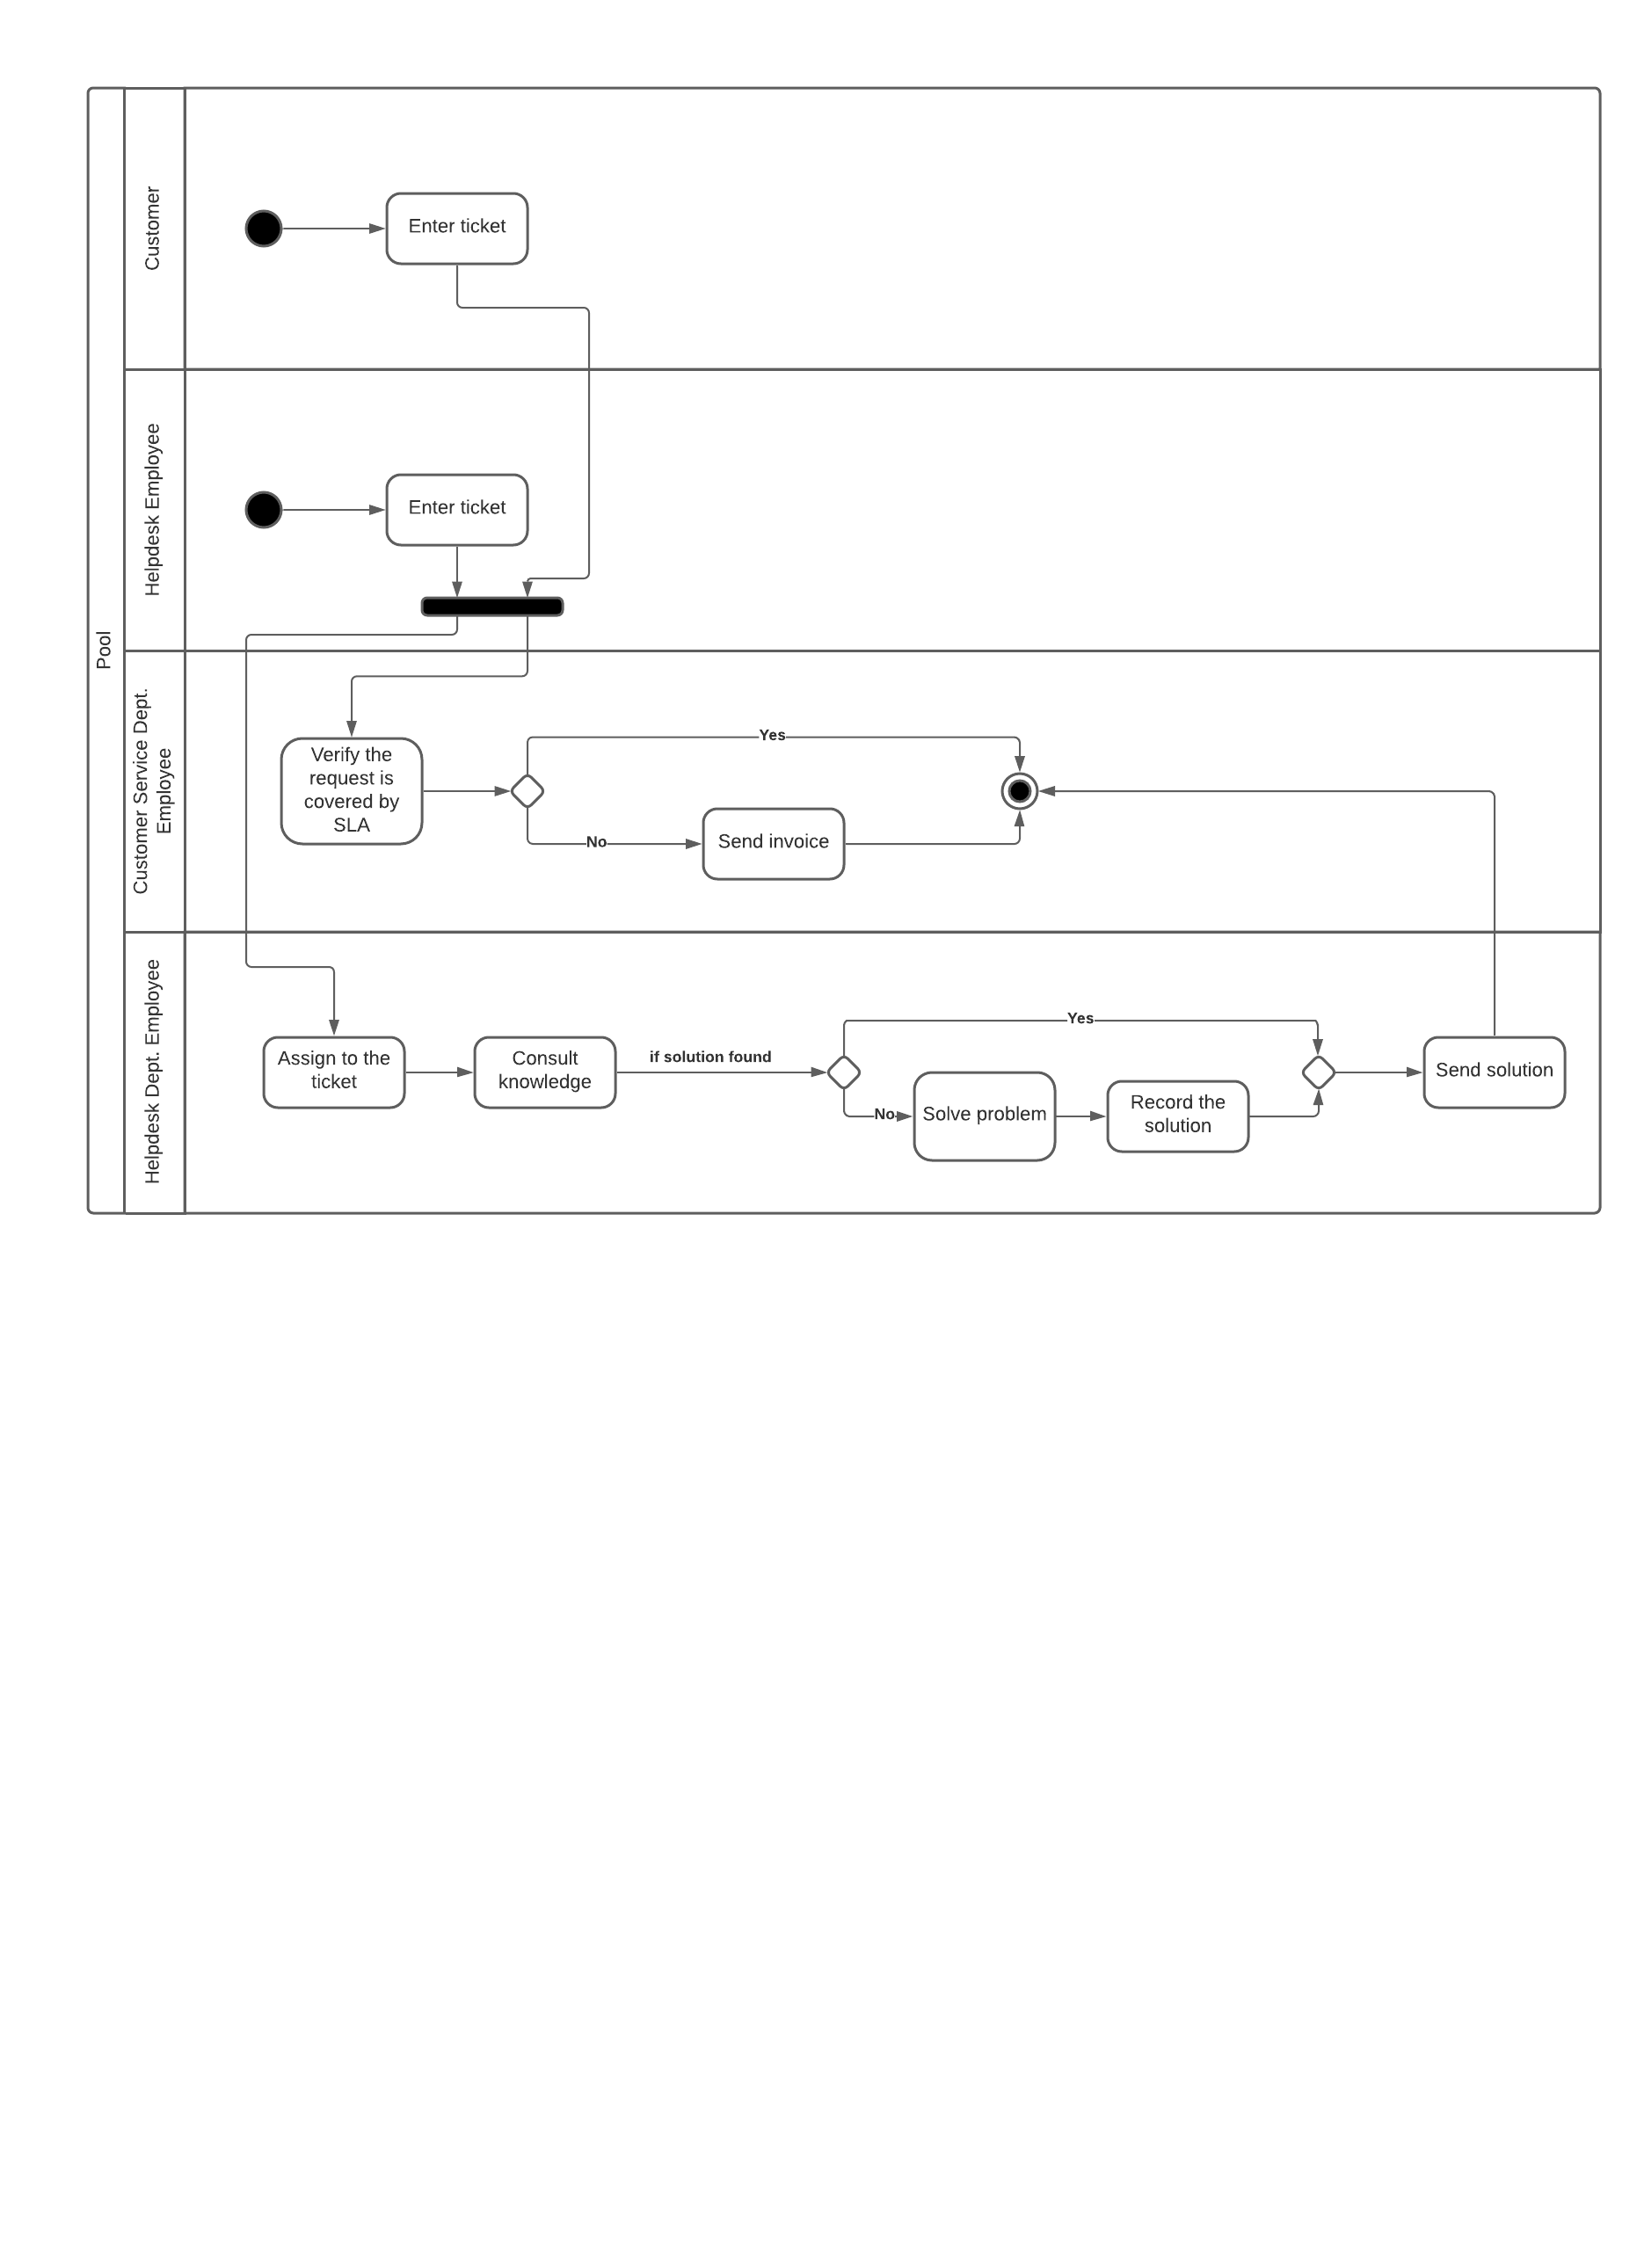 Pool
Customer
Enter ticket
Helpdesk Employee
Enter ticket
Customer Service Dept.
Employee
Verify the
request is
covered by
SLA
Yes
No
Send invoice
Helpdesk Dept. Employee
Assign to the
ticket
Consult
knowledge
if solution found
Yes
No
Solve problem
Record the
solution
Send solution